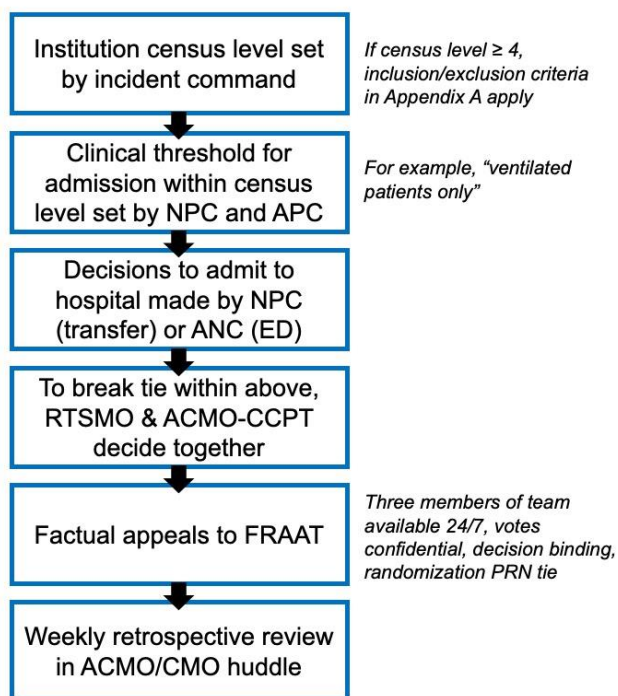 Institution census level set
by incident command
If census level ≥ 4,
inclusion/exclusion criteria
in Appendix A apply
Clinical threshold for
admission within census
level set by NPC and APC
For example, “ventilated
patients only”
Decisions to admit to
hospital made by NPC
(transfer) or ANC (ED)
To break tie within above,
RTSMO & ACMO-CCPT
decide together
Factual appeals to FRAAT
Three members of team
available 24/7, votes
confidential, decision binding,
randomization PRN tie
Weekly retrospective review
in ACMO/CMO huddle